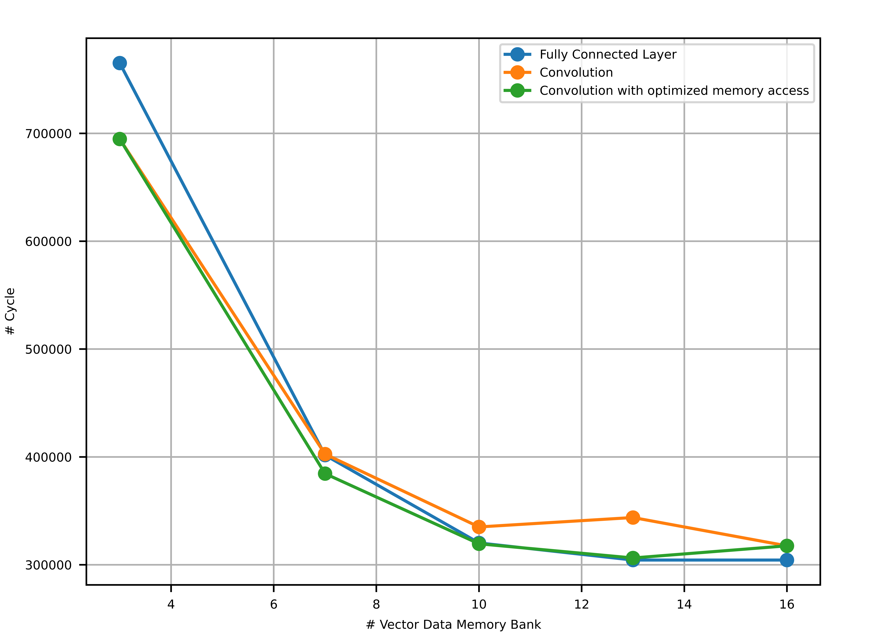 Fully Connected Layer
Convolution
Convolution with optimized memory access
700000
600000
500000
400000
300000
# Cycle
4 6 8 10 12 14 16
# Vector Data Memory Bank